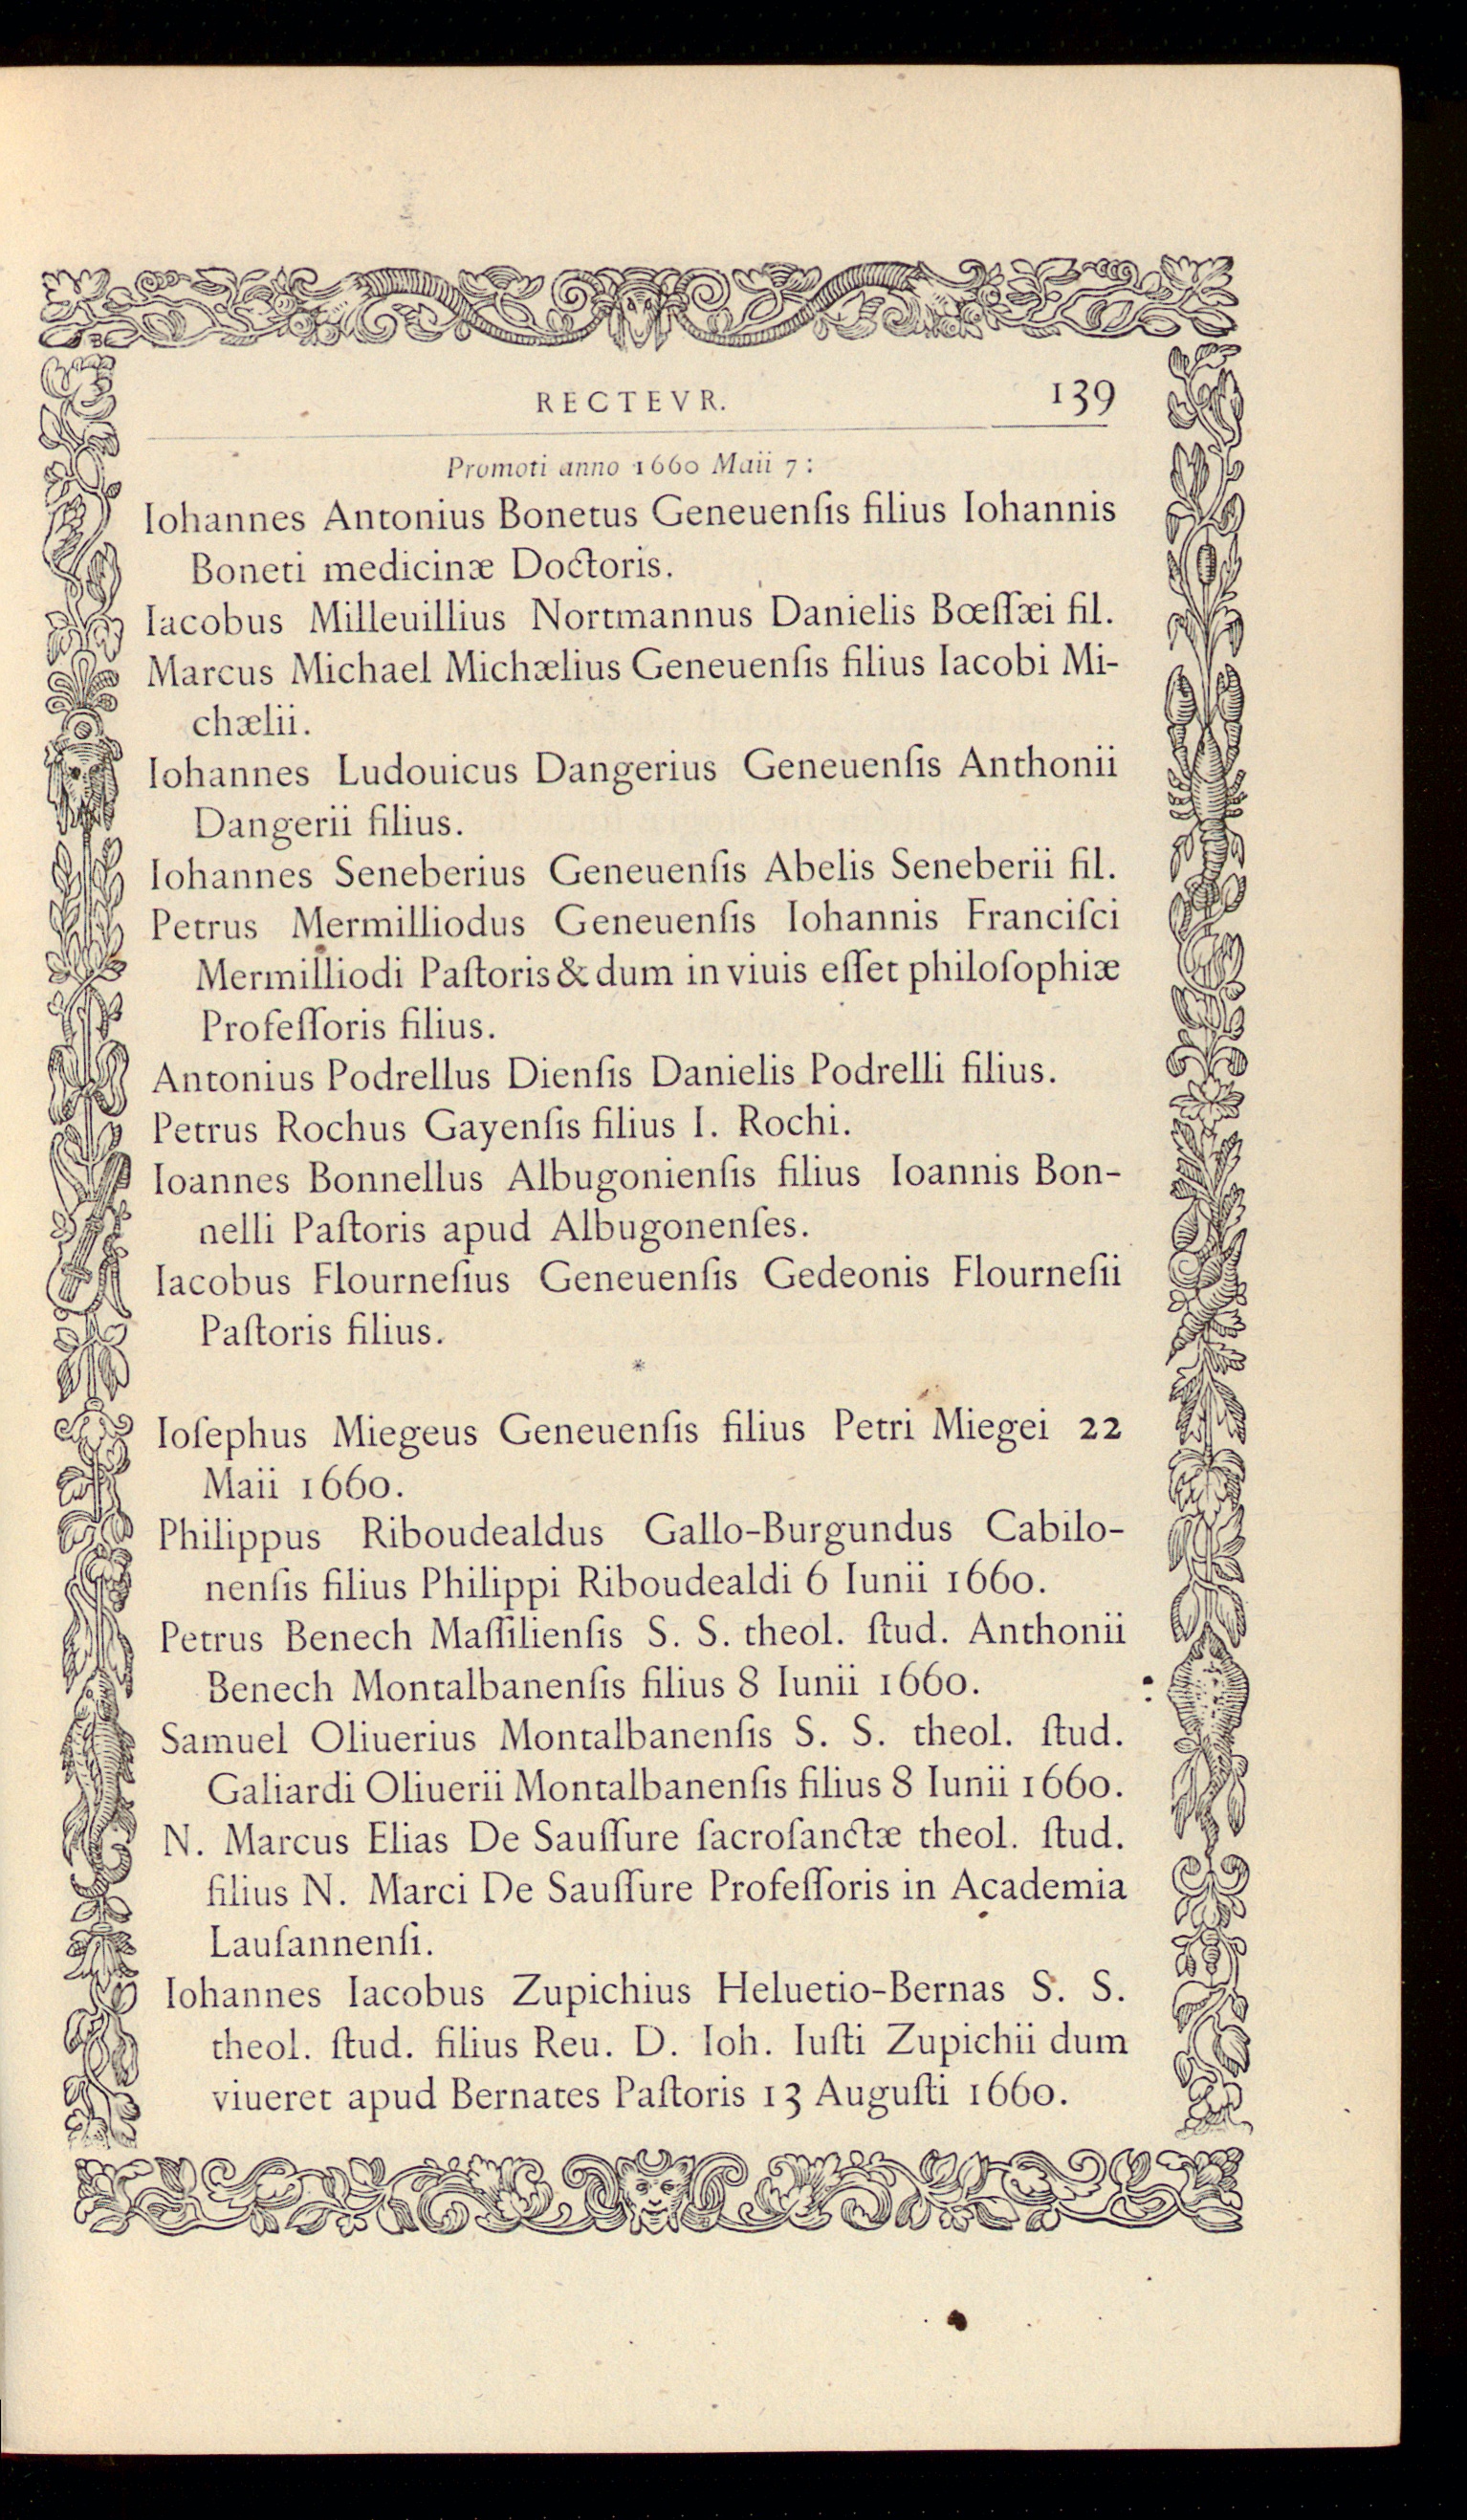 RECTEVR. 139
Promoti anno 1660 Maii 7:
Iohannes Antonius Bonetus Geneuenſis filius Iohannis
Boneti medicinæ Doctoris.
Iacobus Milleuillius Nortmannus Danielis Bœſſæi fil.
Marcus Michael Michælius Geneuenſis filius Iacobi Mi-
chælii.
Iohannes Ludouicus Dangerius Geneuenſis Anthonii
Dangerii filius.
Iohannes Seneberius Geneuenſis Abelis Seneberii fil.
Petrus Mermilliodus Geneuenſis Iohannis Franciſci
Mermilliodi Paſtoris & dum in viuis eſſet philoſophiæ
Profeſſoris filius.
Antonius Podrellus Dienſis Danielis Podrelli filius.
Petrus Rochus Gayenſis filius I. Rochi.
Ioannes Bonnellus Albugonienſis filius Ioannis Bon-
nelli Paſtoris apud Albugonenſes.
Iacobus Flourneſius Geneuenſis Gedeonis Flourneſii
Paſtoris filius.
*
Ioſephus Miegeus Geneuenſis filius Petri Miegei 22
Maii 1660.
Philippus Riboudealdus Gallo-Burgundus Cabilo-
nenſis filius Philippi Riboudealdi 6 Iunii 1660.
Petrus Benech Maſſilienſis S. S. theol. ſtud. Anthonii
Benech Montalbanenſis filius 8 Iunii 1660.
Samuel Oliuerius Montalbanenſis S. S. theol. ſtud.
Galiardi Oliuerii Montalbanenſis filius 8 Iunii 1660.
N. Marcus Elias De Sauſſure ſacroſanctæ theol. ſtud.
filius N. Marci De Sauſſure Profeſſoris in Academia
Lauſannenſi.
Iohannes Iacobus Zupichius Heluetio-Bernas S. S.
theol. ſtud. filius Reu. D. Ioh. Iuſti Zupichii dum
viueret apud Bernates Paſtoris 13 Auguſti 1660.